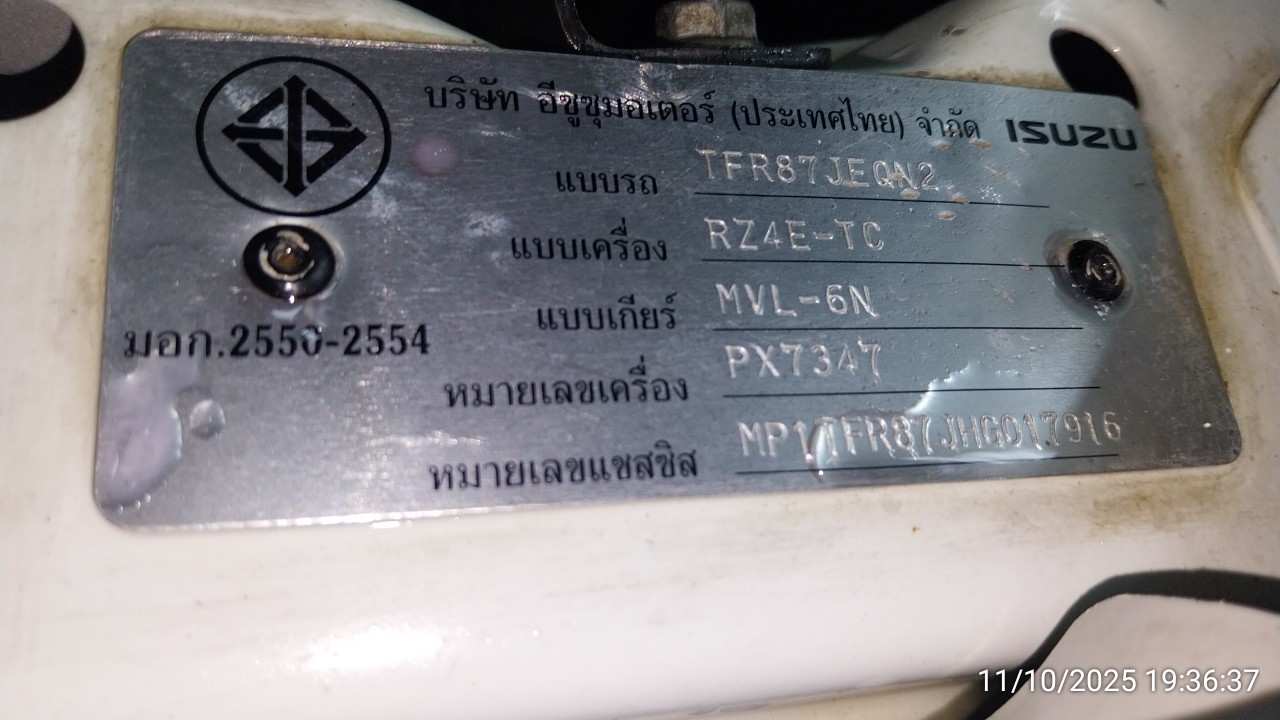 บริษัท อีซูซุมอเตอร์ (ประเทศไทย) จำกัด ISUZU
แบบรถ TFR87JEQN2
แบบเครื่อง RZ4E-TC
แบบเกียร์ MVL-6N
มอก.2550-2554
หมายเลขเครื่อง PX7347
หมายเลขแชสซิส MP1TFR87JHG017916
11/10/2025 19:36:37